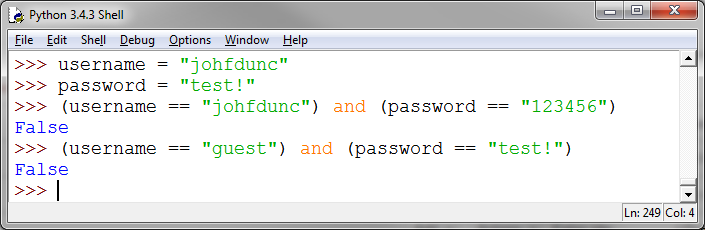 Python 3.4.3 Shell
File Edit Shell Debug Options Window Help
>>> username = "johfdunc"
>>> password = "test!"
>>> (username == "johfdunc") and (password == "123456")
False
>>> (username == "guest") and (password == "test!")
False
>>>
Ln: 249 Col: 4